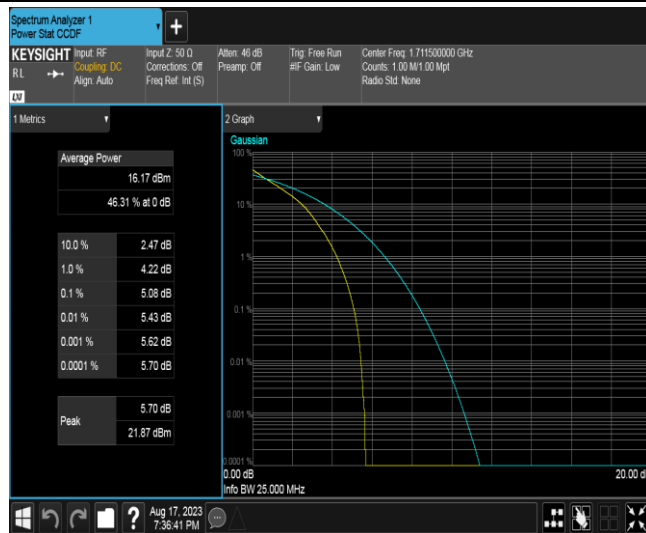 Spectrum Analyzer 1
Power Stat CCDF
+
KEYSIGHT
RL
LXI
Input: RF
Coupling: DC
Align: Auto
Input Z: 50 Ω
Corrections: Off
Freq Ref: Int (S)
Atten: 46 dB
Preamp: Off
Trig: Free Run
#IF Gain: Low
Center Freq: 1.711500000 GHz
Counts: 1.00 M/1.00 Mpt
Radio Std: None
1 Metrics
Average Power
16.17 dBm
46.31 % at 0 dB
10.0 % 2.47 dB
1.0 % 4.22 dB
0.1 % 5.08 dB
0.01 % 5.43 dB
0.001 % 5.62 dB
0.0001 % 5.70 dB
Peak
5.70 dB
21.87 dBm
2 Graph
Gaussian
100 %
10 %
1 %
0.1 %
0.01 %
0.001 %
0.0001 %
0.00 dB
20.00 d
Info BW 25.000 MHz
?
Aug 17, 2023
7:36:41 PM